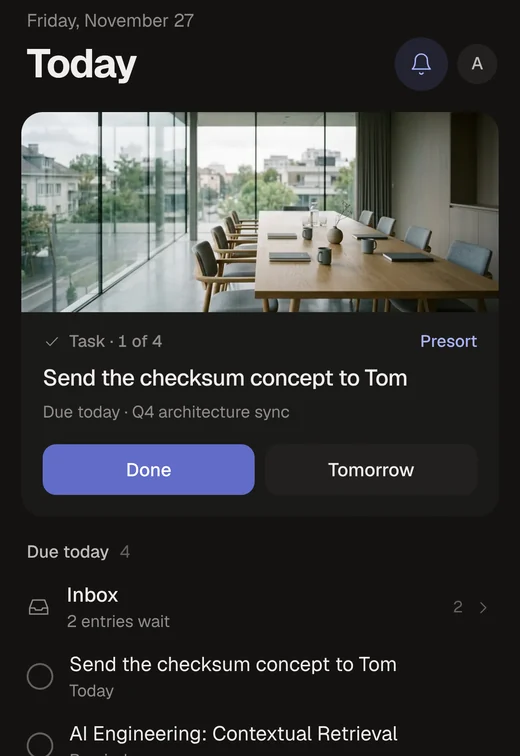 Friday, November 27
Today
A
Task · 1 of 4
Presort
Send the checksum concept to Tom
Due today · Q4 architecture sync
Done
Tomorrow
Due today 4
Inbox
2 entries wait
2
Send the checksum concept to Tom
Today
AI Engineering: Contextual Retrieval